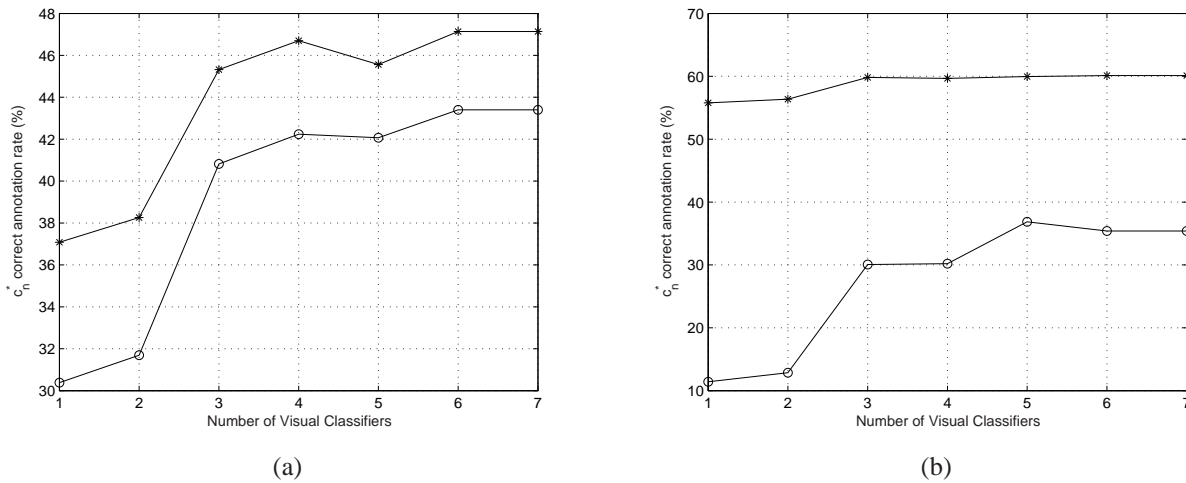 48
46
44
42
40
38
36
34
32
30
1 2 3 4 5 6 7
c*n correct annotation rate (%)
Number of Visual Classifiers
(a)
70
60
50
40
30
20
10
1 2 3 4 5 6 7
c*n correct annotation rate (%)
Number of Visual Classifiers
(b)